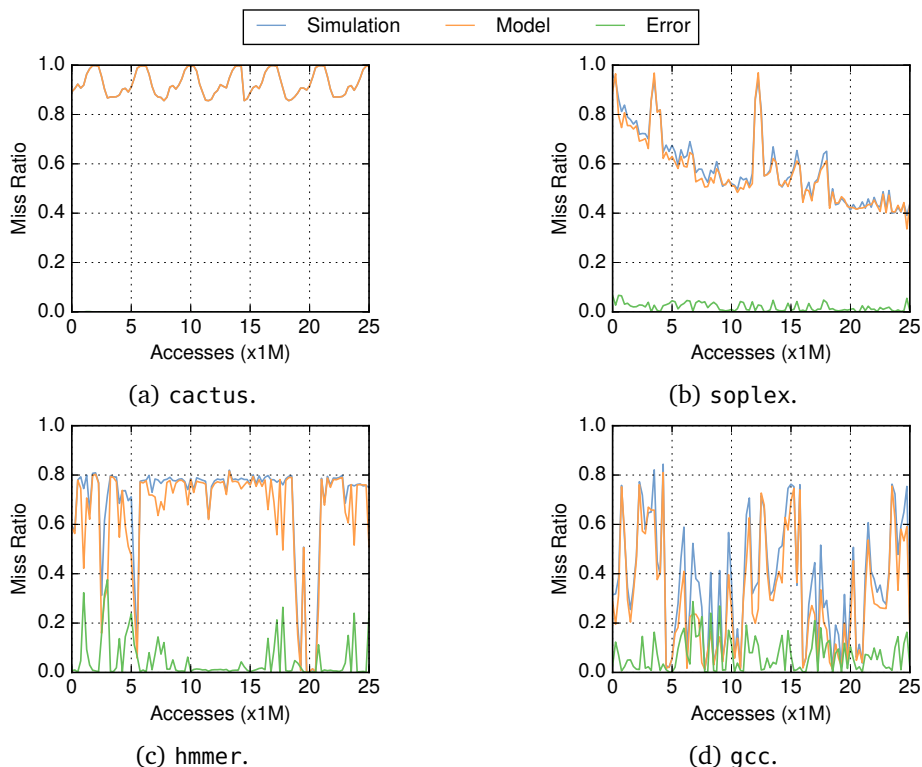 Simulation Model Error
1.0 0.8 0.6 0.4 0.2 0.0
Miss Ratio
0 5 10 15 20 25
Accesses (x1M)
(a) cactus.
1.0 0.8 0.6 0.4 0.2 0.0
Miss Ratio
0 5 10 15 20 25
Accesses (x1M)
(b) soplex.
1.0 0.8 0.6 0.4 0.2 0.0
Miss Ratio
0 5 10 15 20 25
Accesses (x1M)
(c) hmmer.
1.0 0.8 0.6 0.4 0.2 0.0
Miss Ratio
0 5 10 15 20 25
Accesses (x1M)
(d) gcc.